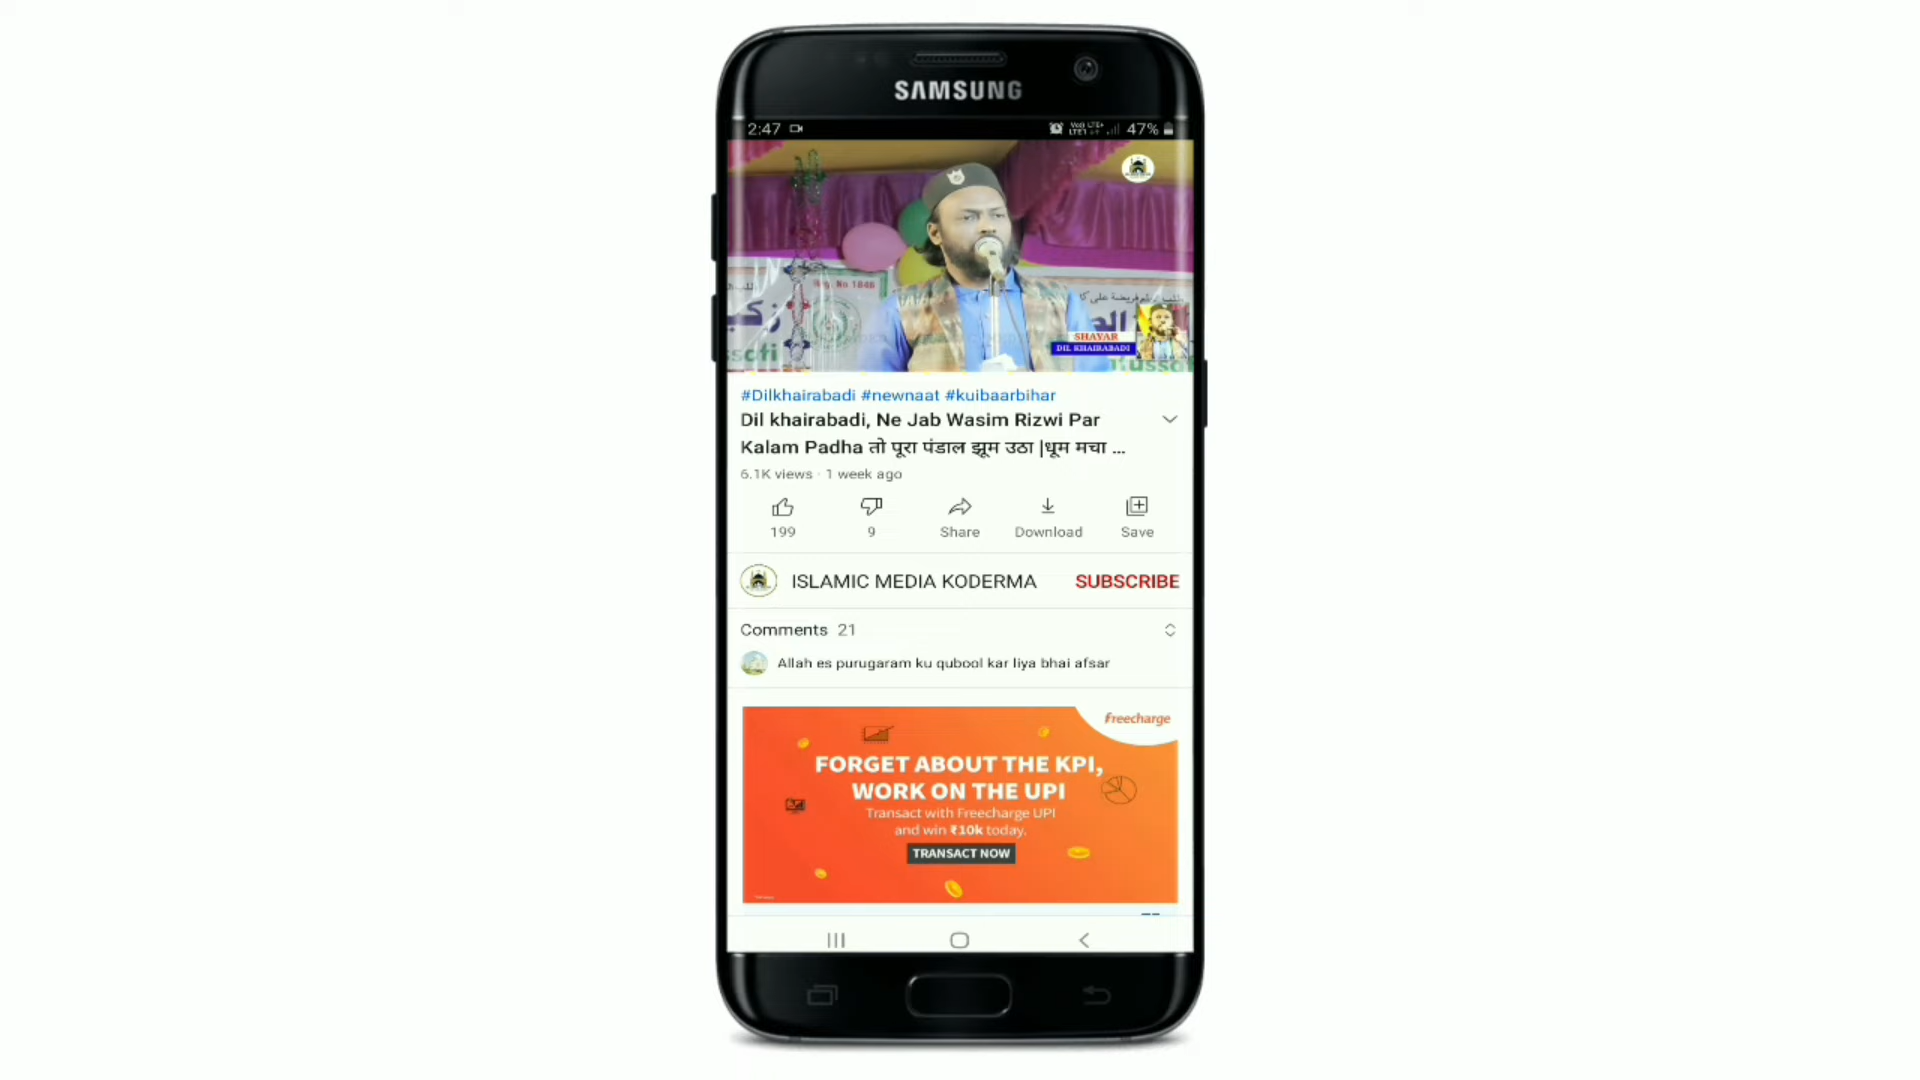 SAMSUNG
2:47
47%
Reg. No 1848
SHAYAR
DIL KHAIRABADI
#Dilkhairabadi #newnaat #kuibaarbihar
Dil khairabadi, Ne Jab Wasim Rizwi Par
Kalam Padha तो पूरा पंडाल झूम उठा |धूम मचा ...
6.1K views · 1 week ago
199
9
Share
Download
Save
ISLAMIC MEDIA KODERMA
SUBSCRIBE
Comments 21
Allah es purugaram ku qubool kar liya bhai afsar
freecharge
FORGET ABOUT THE KPI,
WORK ON THE UPI
Transact with Freecharge UPI
and win ₹10k today.
TRANSACT NOW